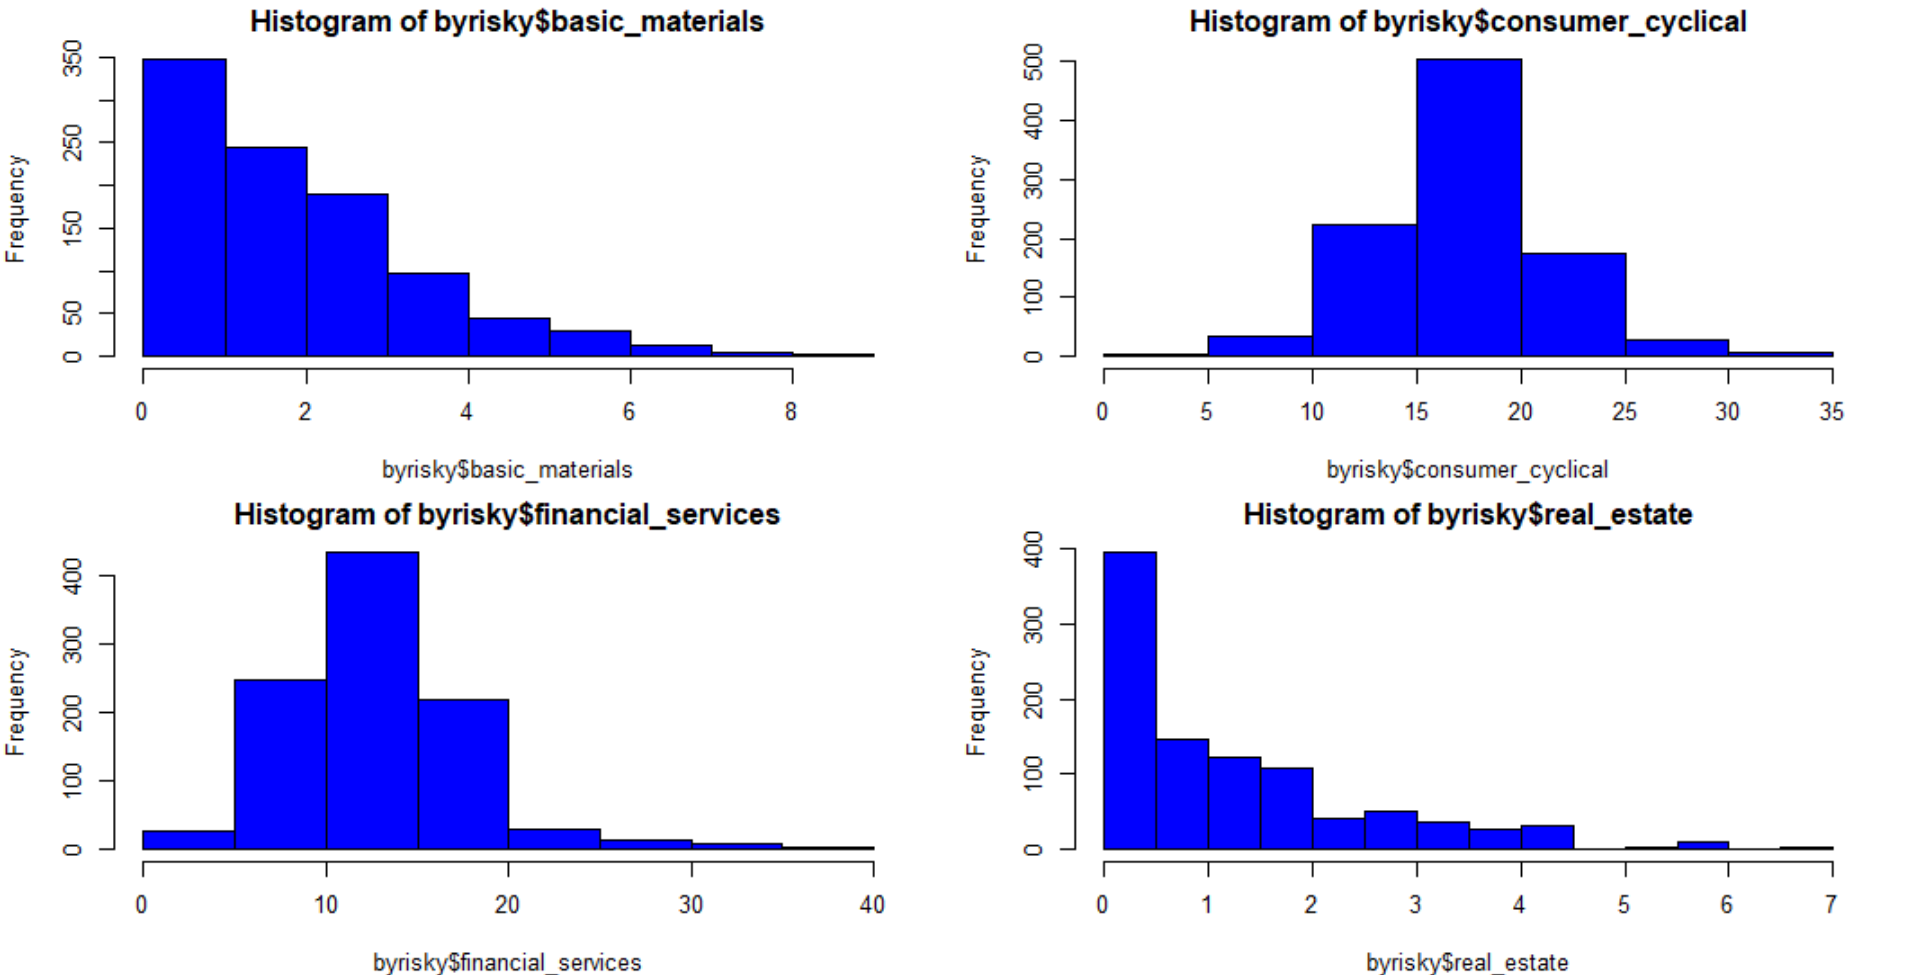 Histogram of byrisky$basic_materials
Frequency
0 50 150 250 350
0 2 4 6 8
byrisky$basic_materials
Histogram of byrisky$consumer_cyclical
Frequency
0 100 200 300 400 500
0 5 10 15 20 25 30 35
byrisky$consumer_cyclical
Histogram of byrisky$financial_services
Frequency
0 100 200 300 400
0 10 20 30 40
byrisky$financial_services
Histogram of byrisky$real_estate
Frequency
0 100 200 300 400
0 1 2 3 4 5 6 7
byrisky$real_estate